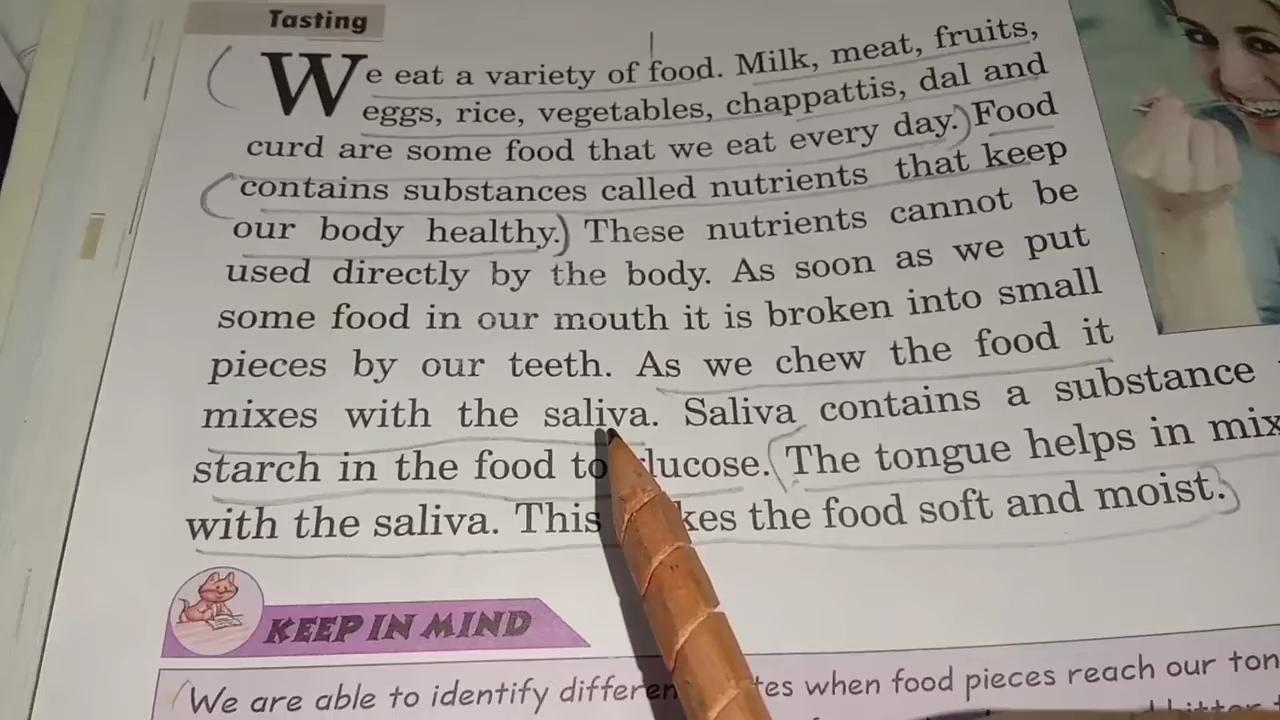 Tasting
We eat a variety of food. Milk, meat, fruits,
eggs, rice, vegetables, chappattis, dal and
curd are some food that we eat every day. Food
contains substances called nutrients that keep
our body healthy. These nutrients cannot be
used directly by the body. As soon as we put
some food in our mouth it is broken into small
pieces by our teeth. As we chew the food it
mixes with the saliva. Saliva contains a substance
starch in the food to lucose. The tongue helps in mix
with the saliva. This kes the food soft and moist.
KEEP IN MIND
We are able to identify differen tes when food pieces reach our ton